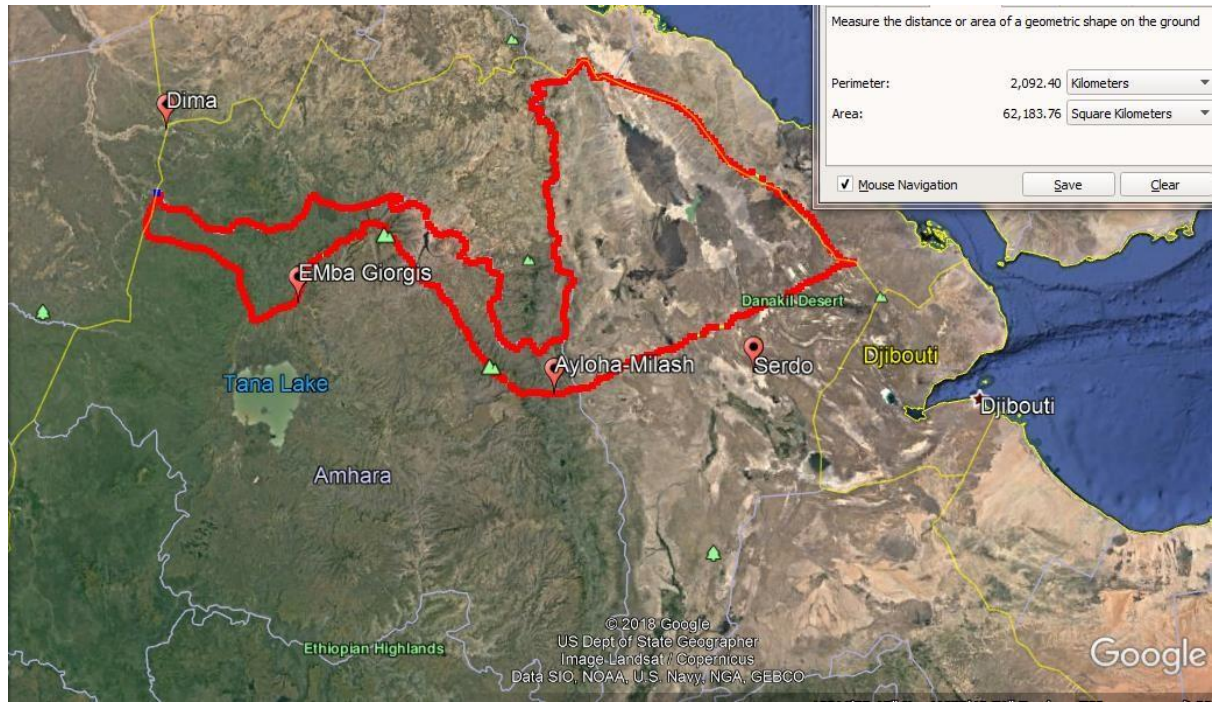 Measure the distance or area of a geometric shape on the ground
Perimeter: 2,092.40 Kilometers
Area: 62,183.76 Square Kilometers
Mouse Navigation Save Clear
Dima
EMba Giorgis
Danakil Desert
Ayloha-Milash
Serdo
Djibouti
Tana Lake
Djibouti
Amhara
© 2018 Google
US Dept of State Geographer
Ethiopian Highlands
Image Landsat / Copernicus
Data SIO, NOAA, U.S. Navy, NGA, GEBCO
Google